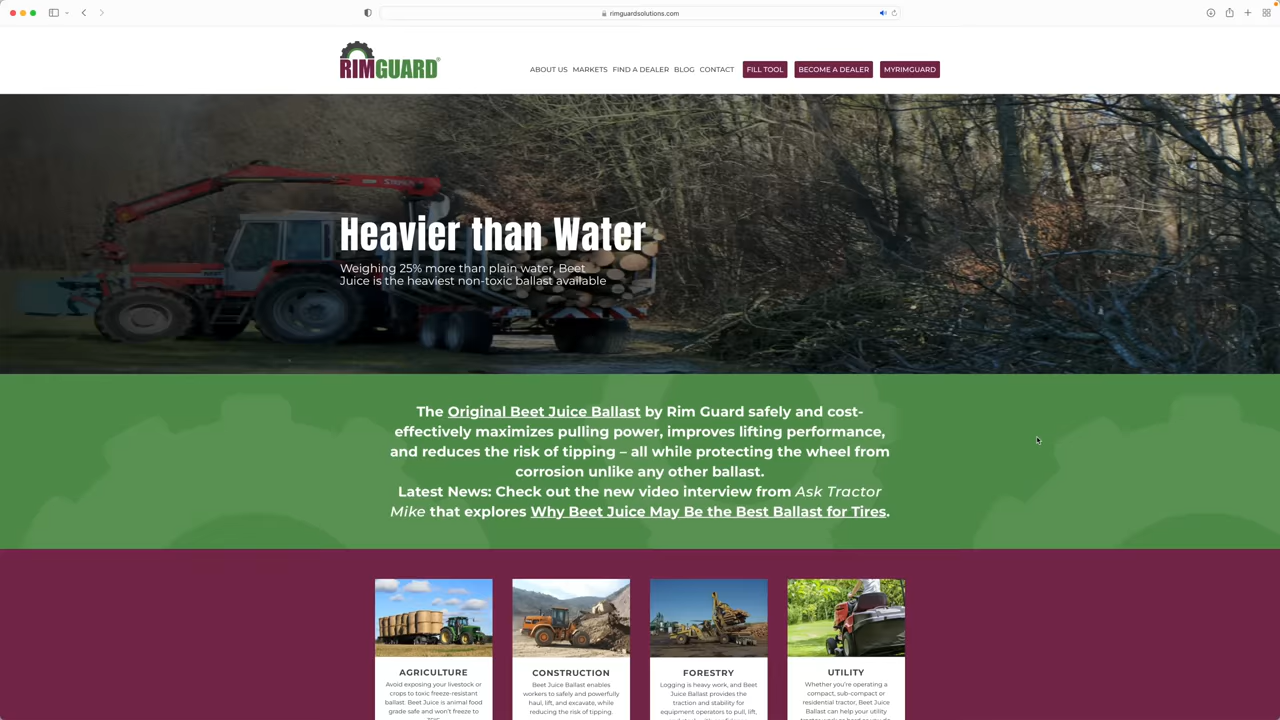 rimguardsolutions.com
RIMGUARD®
ABOUT US MARKETS FIND A DEALER BLOG CONTACT FILL TOOL BECOME A DEALER MYRIMGUARD
Heavier than Water
Weighing 25% more than plain water, Beet
Juice is the heaviest non-toxic ballast available
The Original Beet Juice Ballast by Rim Guard safely and cost-
effectively maximizes pulling power, improves lifting performance,
and reduces the risk of tipping – all while protecting the wheel from
corrosion unlike any other ballast.
Latest News: Check out the new video interview from Ask Tractor
Mike that explores Why Beet Juice May Be the Best Ballast for Tires.
AGRICULTURE
Avoid exposing your livestock or
crops to toxic freeze-resistant
ballast. Beet Juice is animal food
grade safe and won't freeze to
CONSTRUCTION
Beet Juice Ballast enables
workers to safely and powerfully
haul, lift, and excavate, while
reducing the risk of tipping.
FORESTRY
Logging is heavy work, and Beet
Juice Ballast provides the
traction and stability for
equipment operators to pull, lift,
UTILITY
Whether you're operating a
compact, sub-compact or
residential tractor, Beet Juice
Ballast can help your utility